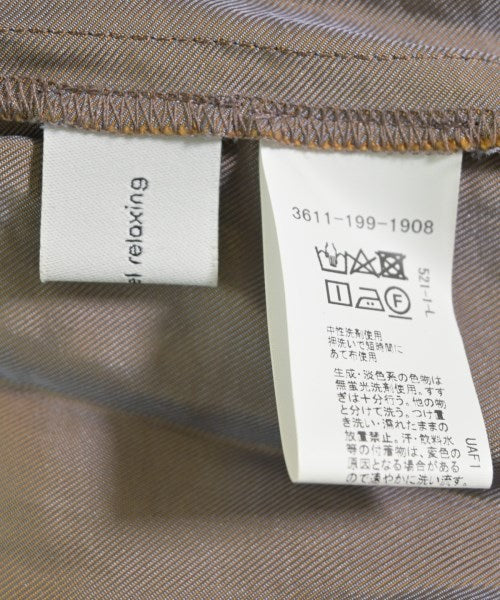 el relaxing
3611-199-1908
521-I-L
F
中性洗剤使用
押洗いで短時間に
あて布使用
生成・淡色系の色物は
無蛍光洗剤使用。すす
ぎは十分行う。他の物
と分けて洗う。つけ置
き洗い・濡れたままの
放置禁止。汗・飲料水
等の付着物は、変色の
原因となる場合がある
ので速やかに洗い流す。
UAF1